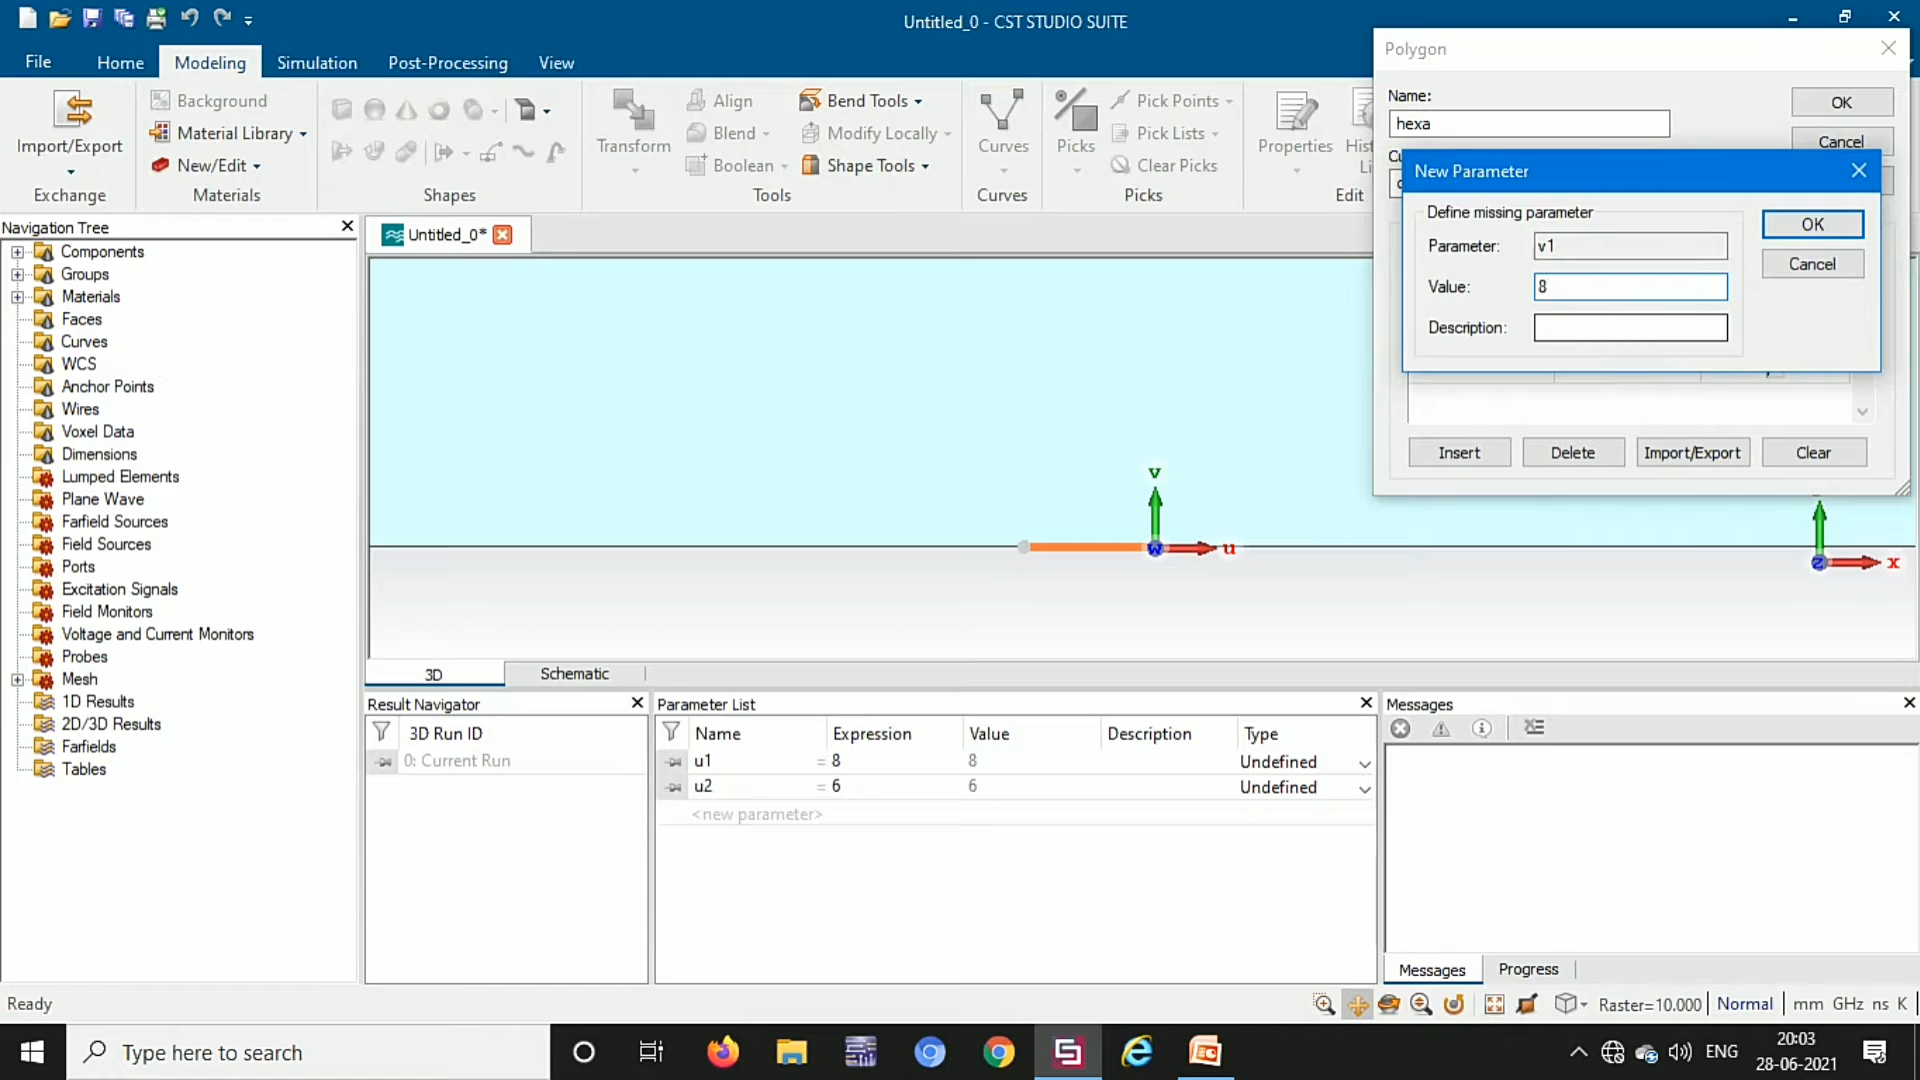 Untitled_0 - CST STUDIO SUITE
File
Home
Modeling
Simulation
Post-Processing
View
Import/Export
Exchange
Background
Material Library
New/Edit
Materials
Shapes
Transform
Align
Blend
Boolean
Bend Tools
Modify Locally
Shape Tools
Tools
Curves
Curves
Picks
Pick Points
Pick Lists
Clear Picks
Picks
Properties
Edit
Polygon
Name:
hexa
OK
Cancel
New Parameter
Define missing parameter
Parameter: v1
Value: 8
Description:
OK
Cancel
Insert
Delete
Import/Export
Clear
Navigation Tree
Components
Groups
Materials
Faces
Curves
WCS
Anchor Points
Wires
Voxel Data
Dimensions
Lumped Elements
Plane Wave
Farfield Sources
Field Sources
Ports
Excitation Signals
Field Monitors
Voltage and Current Monitors
Probes
Mesh
1D Results
2D/3D Results
Farfields
Tables
Untitled_0*
v
w
u
z
x
3D
Schematic
Result Navigator
3D Run ID
0: Current Run
Parameter List
Name Expression Value Description Type
u1 = 8 8 Undefined
u2 = 6 6 Undefined
<new parameter>
Messages
Messages
Progress
Ready
Raster=10.000 Normal mm GHz ns K
Type here to search
ENG
20:03
28-06-2021